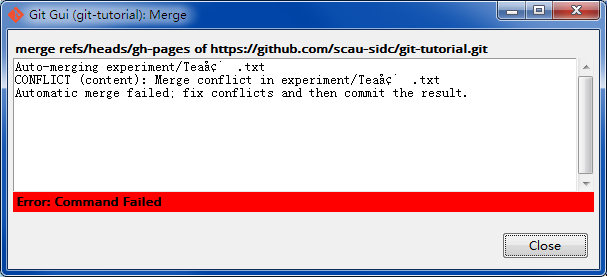 Git Gui (git-tutorial): Merge
merge refs/heads/gh-pages of https://github.com/scau-sidc/git-tutorial.git
Auto-merging experiment/Teaå¿¨ .txt
CONFLICT (content): Merge conflict in experiment/Teaå¿¨ .txt
Automatic merge failed; fix conflicts and then commit the result.
Error: Command Failed
Close